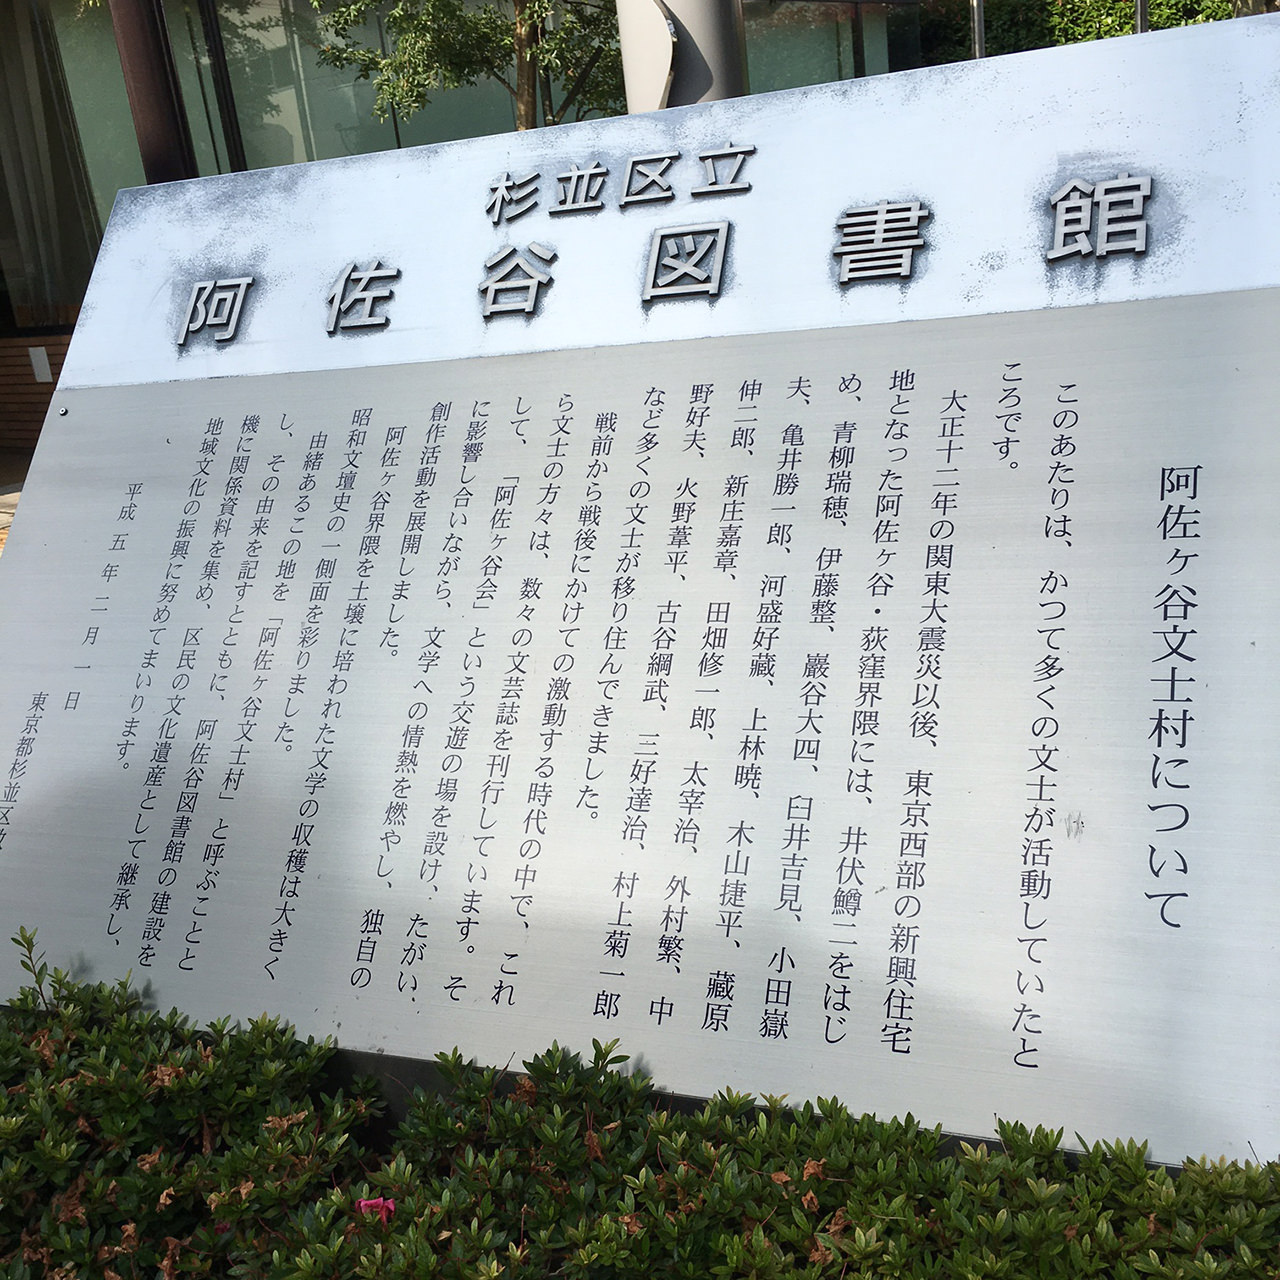 杉並区立
阿佐谷図書館
阿佐ヶ谷文士村について
このあたりは、かつて多くの文士が活動していたと
ころです。
大正十二年の関東大震災以後、東京西部の新興住宅
地となった阿佐ヶ谷・荻窪界隈には、井伏鱒二をはじ
め、青柳瑞穂、伊藤整、巖谷大四、臼井吉見、小田嶽
夫、亀井勝一郎、河盛好藏、上林暁、木山捷平、藏原
伸二郎、新庄嘉章、田畑修一郎、太宰治、外村繁、中
野好夫、火野葦平、古谷綱武、三好達治、村上菊一郎
など多くの文士が移り住んできました。
戦前から戦後にかけての激動する時代の中で、これ
ら文士の方々は、数々の文芸誌を刊行しています。そ
して、「阿佐ヶ谷会」という交遊の場を設け、たがい
に影響し合いながら、文学への情熱を燃やし、独自の
創作活動を展開しました。
阿佐ヶ谷界隈を土壌に培われた文学の収穫は大きく
昭和文壇史の一側面を彩りました。
由緒あるこの地を「阿佐ヶ谷文士村」と呼ぶことと
し、その由来を記すとともに、阿佐谷図書館の建設を
機に関係資料を集め、区民の文化遺産として継承し、
地域文化の振興に努めてまいります。
平成五年二月一日
東京都杉並区